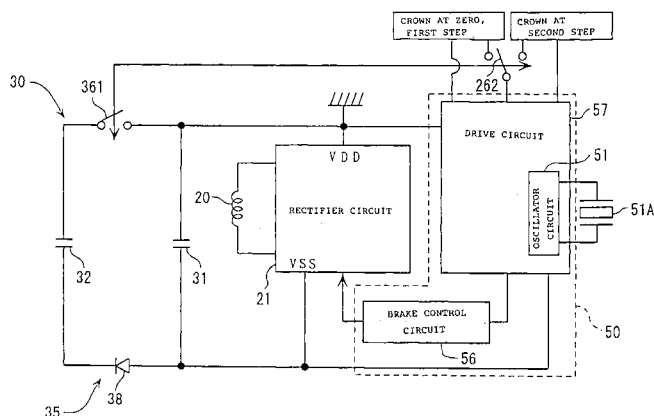 CROWN AT ZERO,
FIRST STEP
CROWN AT
SECOND STEP
30
361
262
57
DRIVE CIRCUIT
VDD
51
OSCILLATOR
CIRCUIT
51A
20
RECTIFIER CIRCUIT
32
31
VSS
21
BRAKE CONTROL
CIRCUIT
50
56
35
38